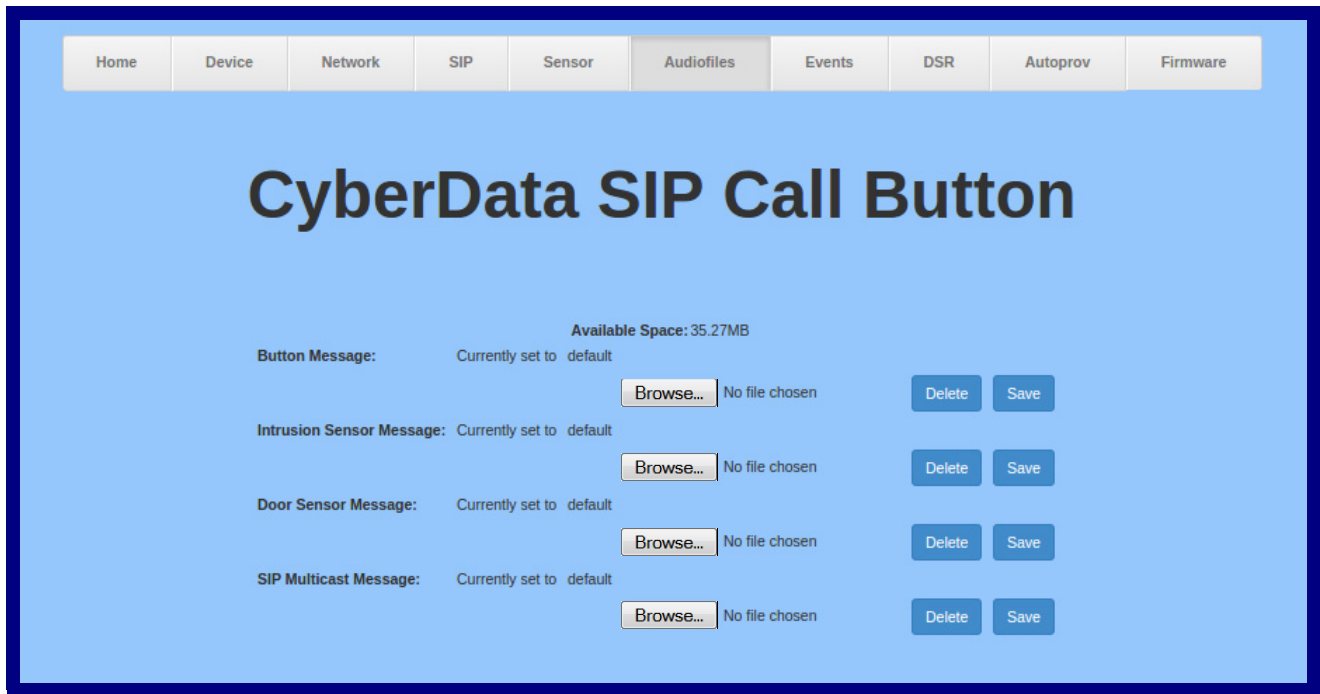 Home Device Network SIP Sensor Audiofiles Events DSR Autoprov Firmware
CyberData SIP Call Button
Available Space: 35.27MB
Button Message: Currently set to default
Browse... No file chosen Delete Save
Intrusion Sensor Message: Currently set to default
Browse... No file chosen Delete Save
Door Sensor Message: Currently set to default
Browse... No file chosen Delete Save
SIP Multicast Message: Currently set to default
Browse... No file chosen Delete Save